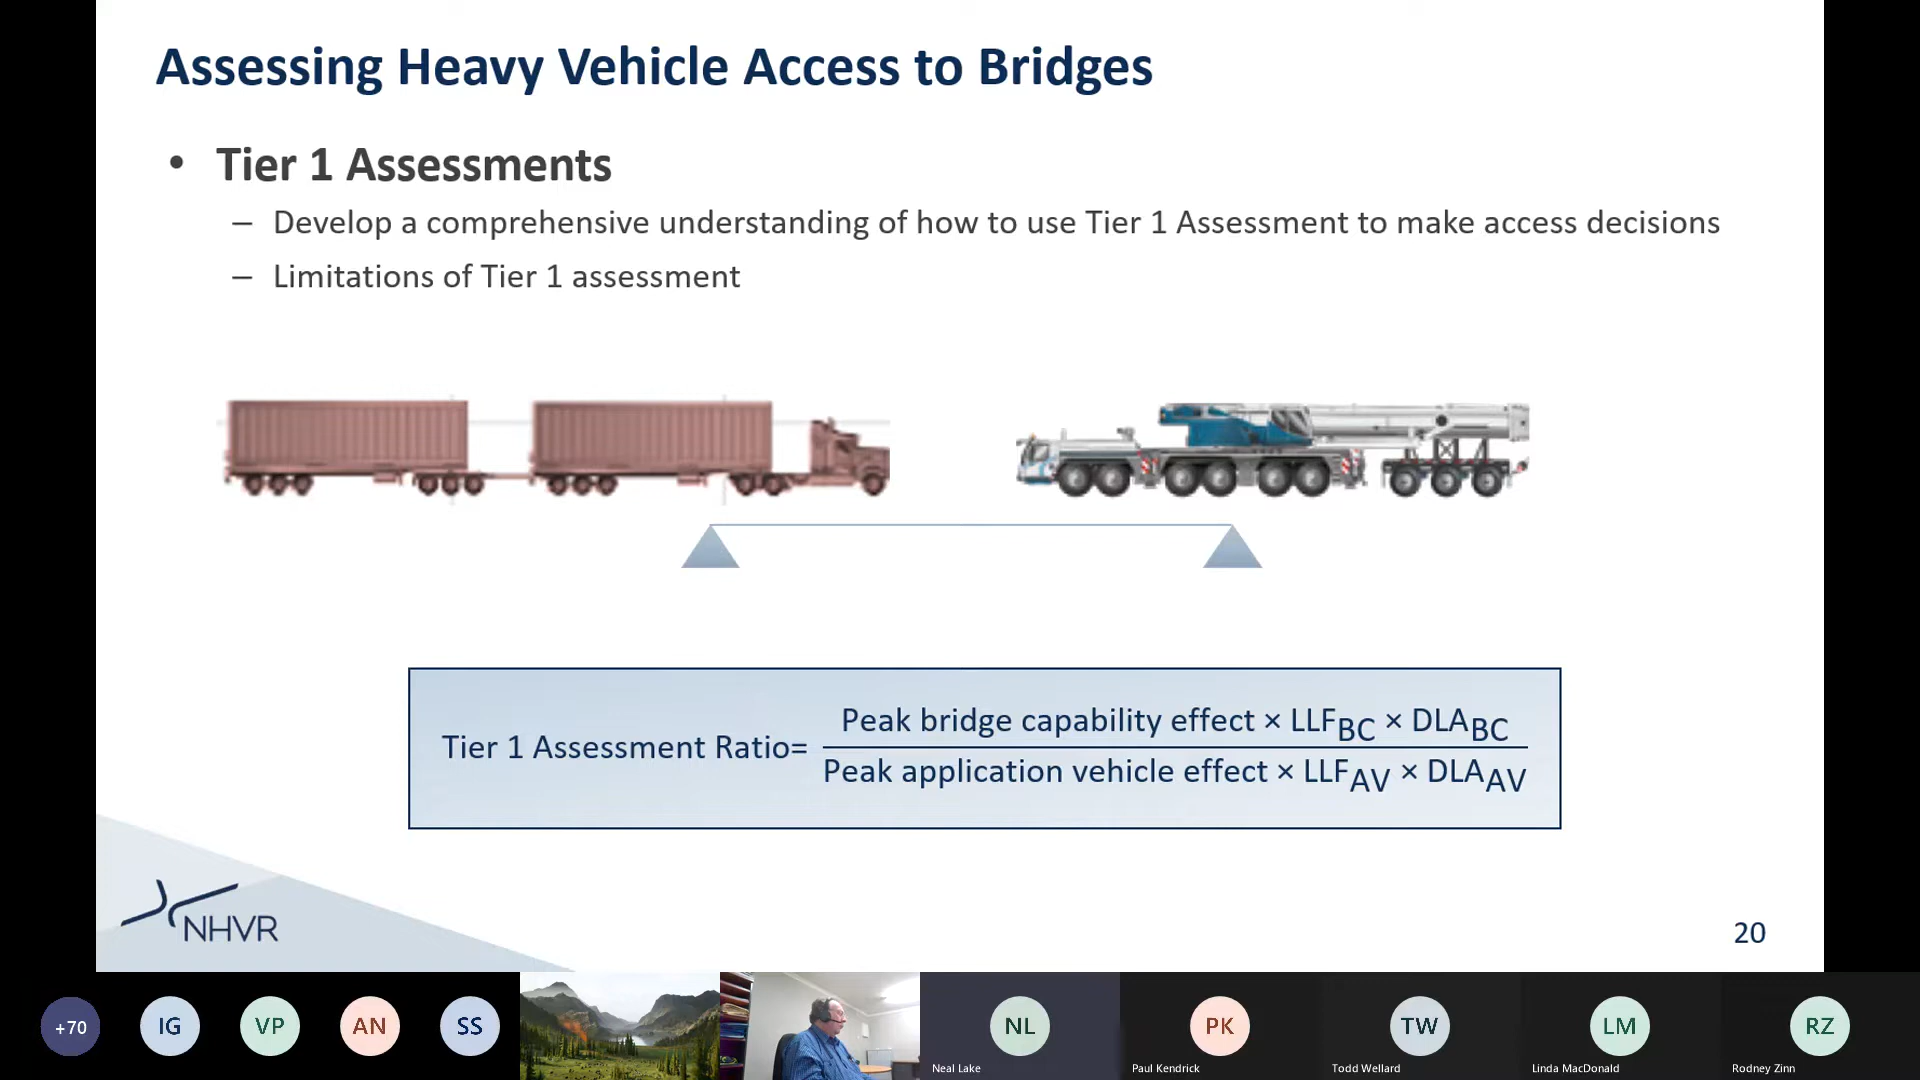 Assessing Heavy Vehicle Access to Bridges
• Tier 1 Assessments
– Develop a comprehensive understanding of how to use Tier 1 Assessment to make access decisions
– Limitations of Tier 1 assessment
Tier 1 Assessment Ratio=
Peak bridge capability effect × LLF_BC × DLA_BC
Peak application vehicle effect × LLF_AV × DLA_AV
NHVR
20
+70
IG
VP
AN
SS
NL
PK
TW
LM
RZ
Neal Lake
Paul Kendrick
Todd Wellard
Linda MacDonald
Rodney Zinn